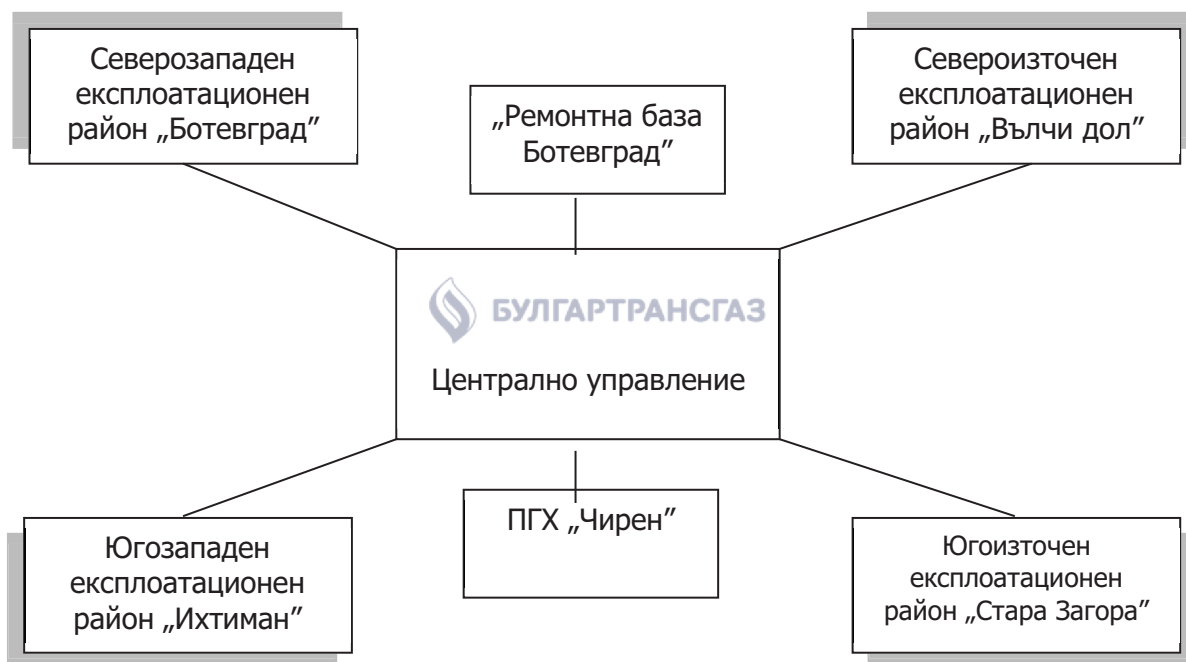 Северозападен
експлоатационен
район „Ботевград”
„Ремонтна база
Ботевград”
Североизточен
експлоатационен
район „Вълчи дол”
БУЛГАРТРАНСГАЗ
Централно управление
Югозападен
експлоатационен
район „Ихтиман”
ПГХ „Чирен”
Югоизточен
експлоатационен
район „Стара Загора”